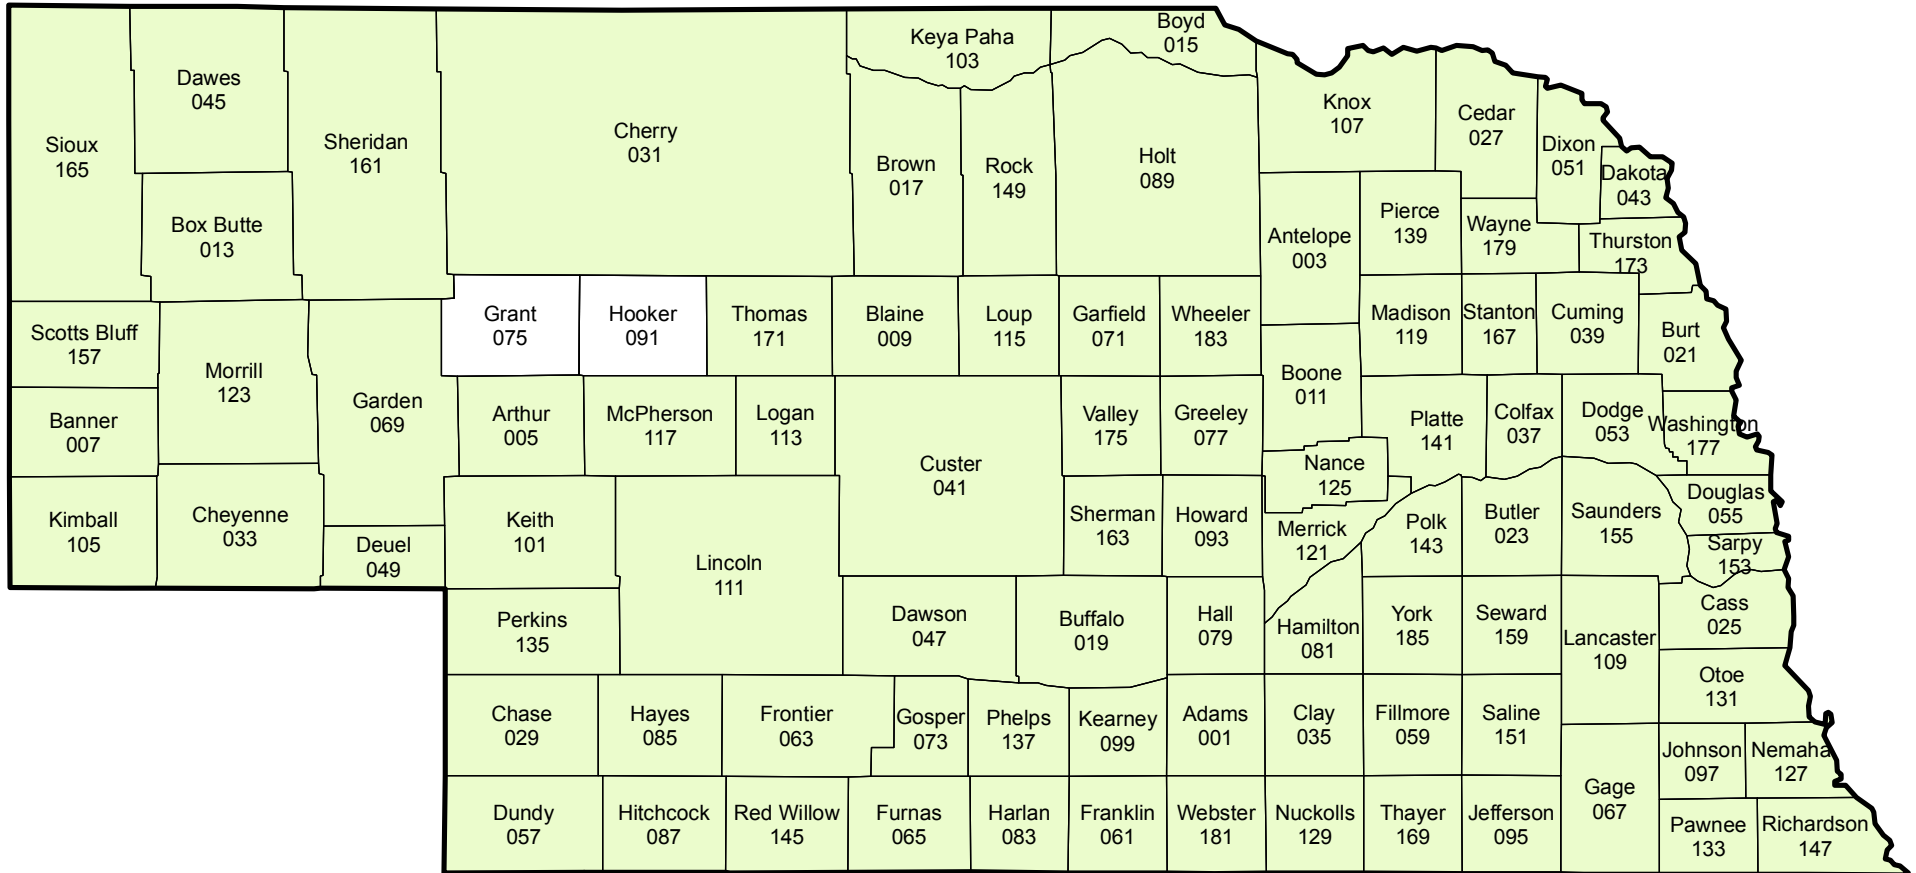 Boyd
015
Keya Paha
103
Dawes
045
Knox
107
Cedar
027
Cherry
031
Sioux
165
Sheridan
161
Dixon
051
Brown
017
Rock
149
Holt
089
Dakota
043
Box Butte
013
Pierce
139
Wayne
179
Antelope
003
Thurston
173
Grant
075
Hooker
091
Thomas
171
Blaine
009
Loup
115
Garfield
071
Wheeler
183
Madison
119
Stanton
167
Cuming
039
Scotts Bluff
157
Burt
021
Morrill
123
Boone
011
Garden
069
Banner
007
Arthur
005
McPherson
117
Logan
113
Valley
175
Greeley
077
Platte
141
Colfax
037
Dodge
053
Washington
177
Custer
041
Nance
125
Kimball
105
Cheyenne
033
Keith
101
Sherman
163
Howard
093
Merrick
121
Polk
143
Butler
023
Saunders
155
Douglas
055
Deuel
049
Sarpy
153
Lincoln
111
Perkins
135
Dawson
047
Buffalo
019
Hall
079
Hamilton
081
York
185
Seward
159
Cass
025
Lancaster
109
Otoe
131
Chase
029
Hayes
085
Frontier
063
Gosper
073
Phelps
137
Kearney
099
Adams
001
Clay
035
Fillmore
059
Saline
151
Johnson
097
Nemaha
127
Gage
067
Dundy
057
Hitchcock
087
Red Willow
145
Furnas
065
Harlan
083
Franklin
061
Webster
181
Nuckolls
129
Thayer
169
Jefferson
095
Pawnee
133
Richardson
147